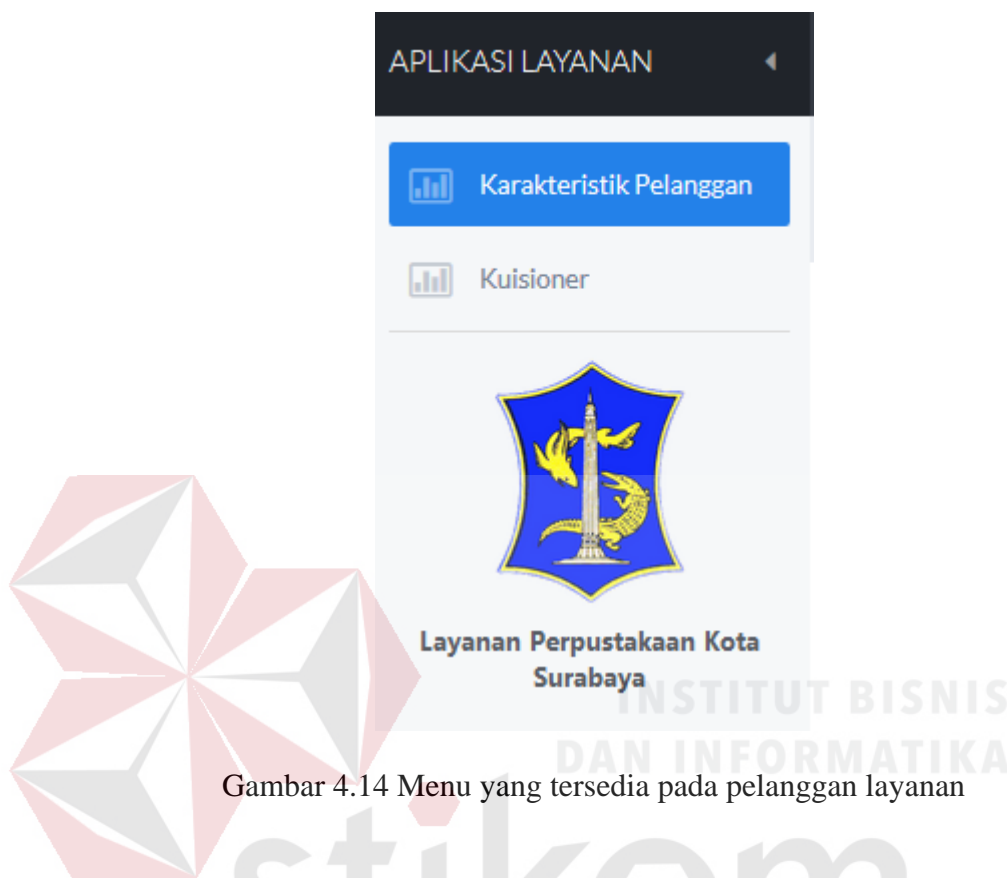 APLIKASI LAYANAN
Karakteristik Pelanggan
Kuisioner
Layanan Perpustakaan Kota
Surabaya
INSTITUT BISNIS
DAN INFORMATIKA
Gambar 4.14 Menu yang tersedia pada pelanggan layanan
stikom